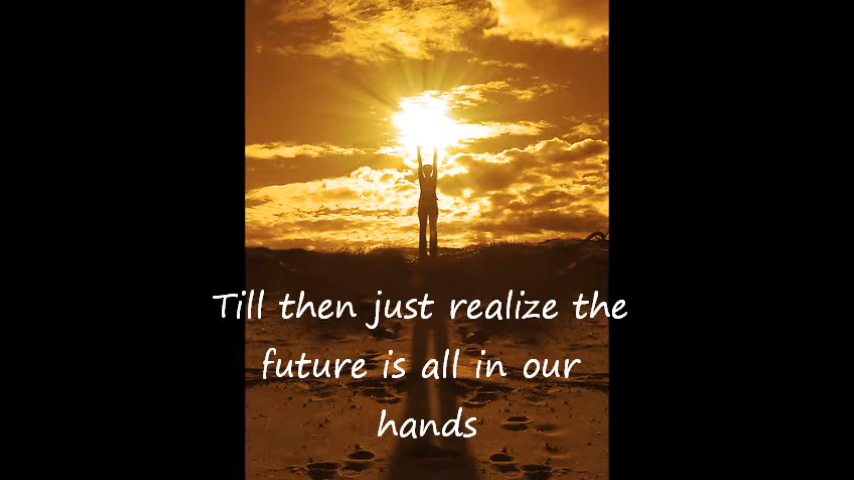 Till then just realize the
future is all in our
hands